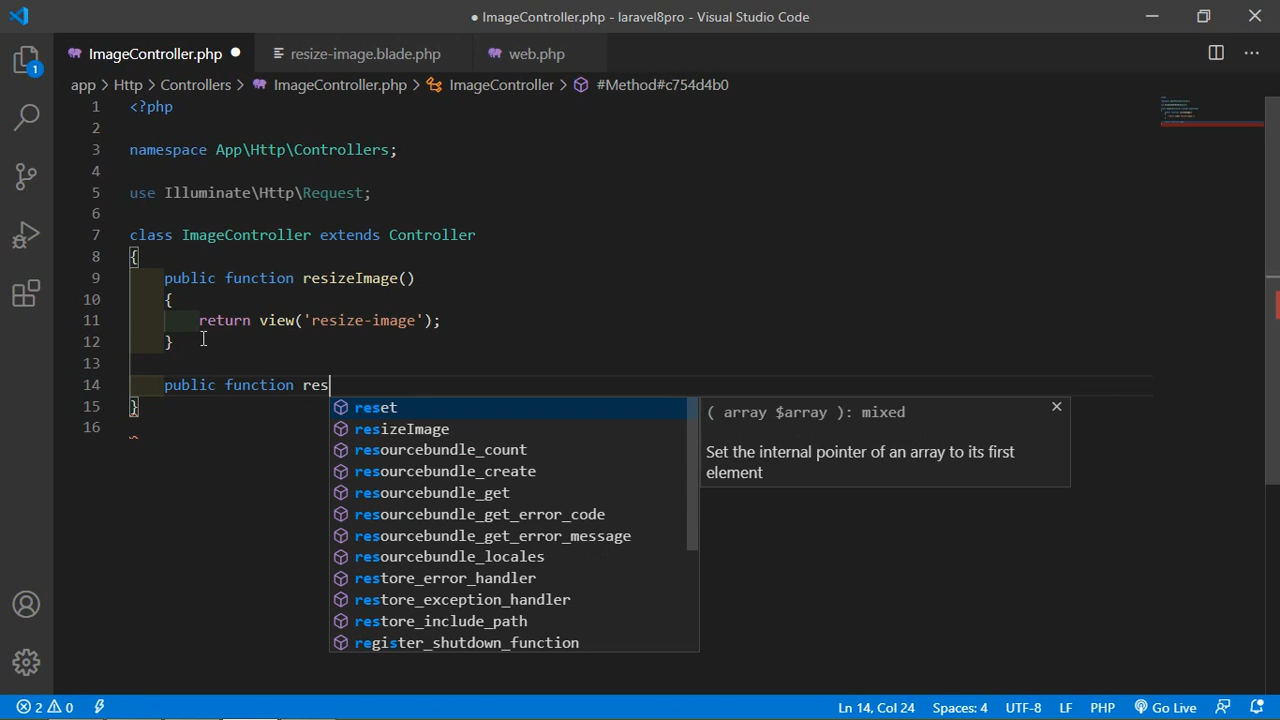 ● ImageController.php - laravel8pro - Visual Studio Code
ImageController.php ●
resize-image.blade.php
web.php
app > Http > Controllers > ImageController.php > ImageController > #Method#c754d4b0
1 <?php
2
3 namespace App\Http\Controllers;
4
5 use Illuminate\Http\Request;
6
7 class ImageController extends Controller
8 {
9 public function resizeImage()
10 {
11 return view('resize-image');
12 }
13
14 public function res
15 }
16
reset
resizeImage
resourcebundle_count
resourcebundle_create
resourcebundle_get
resourcebundle_get_error_code
resourcebundle_get_error_message
resourcebundle_locales
restore_error_handler
restore_exception_handler
restore_include_path
register_shutdown_function
( array $array ): mixed
Set the internal pointer of an array to its first
element
1
2 0
Ln 14, Col 24
Spaces: 4
UTF-8
LF
PHP
Go Live